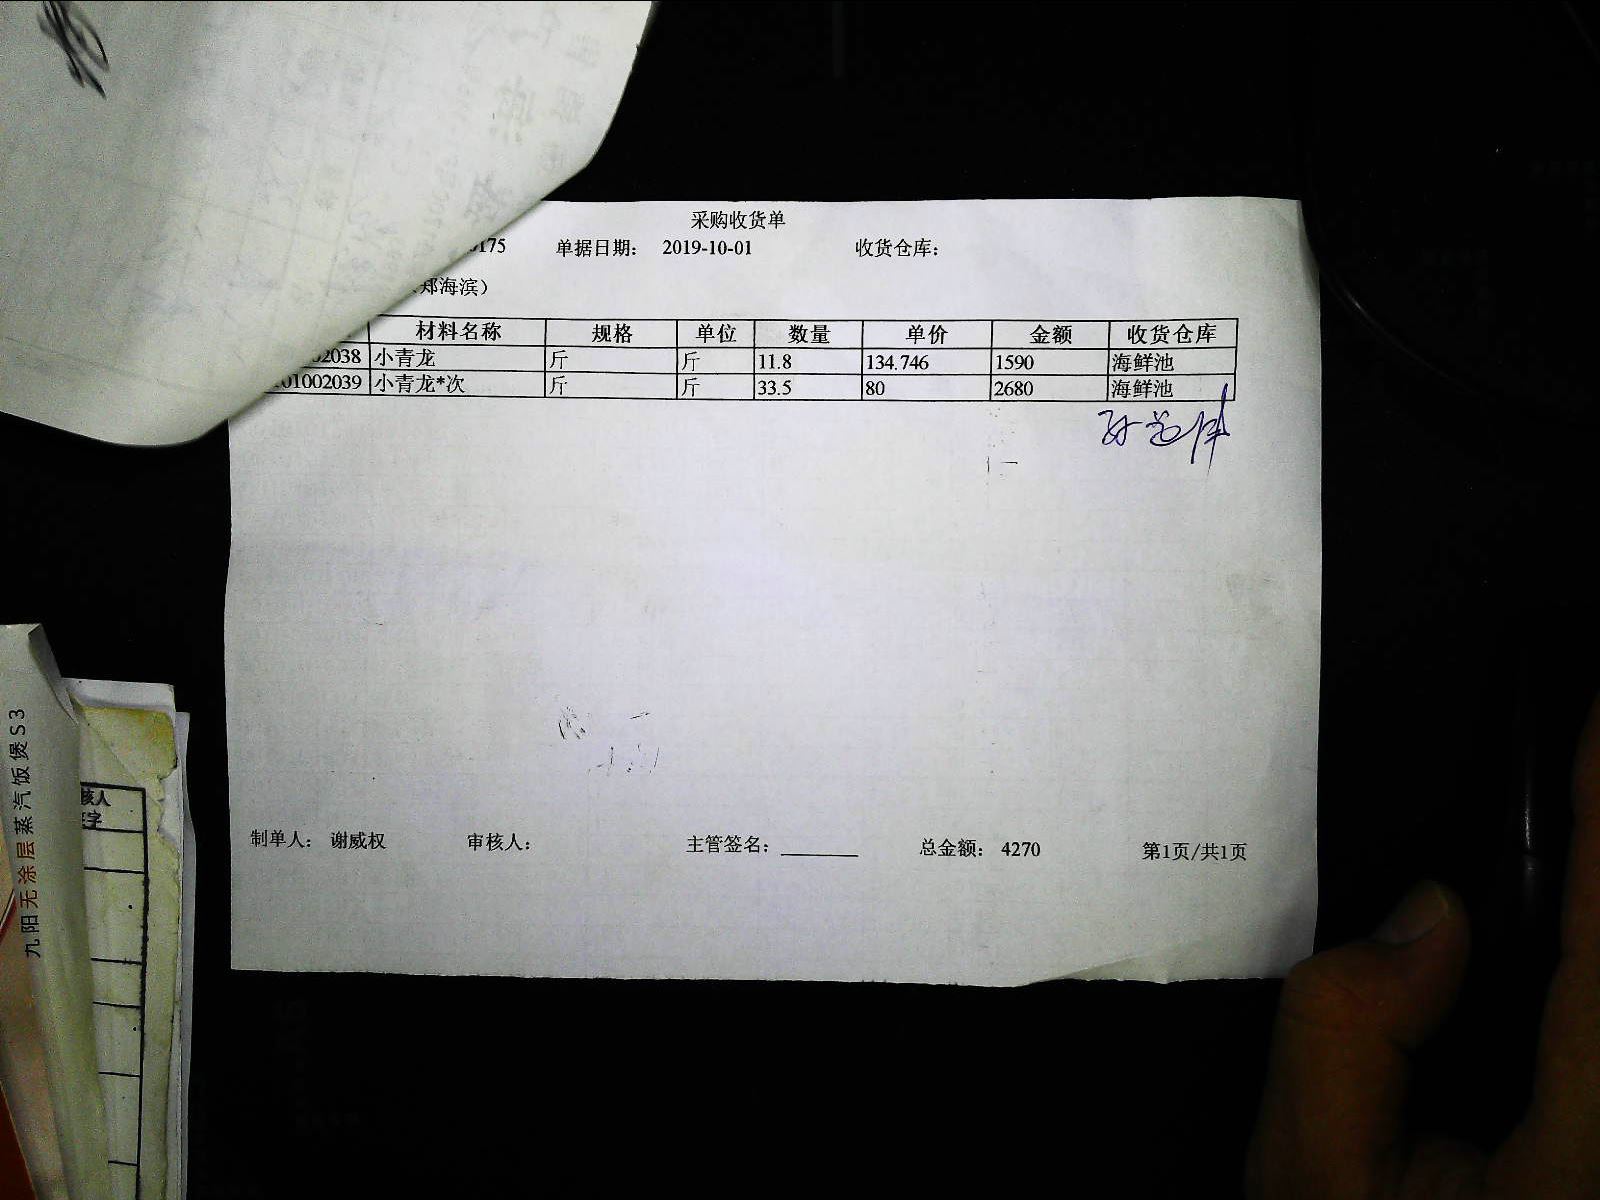 采购收货单
0175 单据日期: 2019-10-01 收货仓库:
郑海滨)
材料名称 规格 单位 数量 单价 金额 收货仓库
02038 小青龙 斤 斤 11.8 134.746 1590 海鲜池
01002039 小青龙*次 斤 斤 33.5 80 2680 海鲜池
制单人: 谢威权 审核人: 主管签名: ________ 总金额: 4270 第1页/共1页
九阳无涂层蒸汽饭煲S3
核人
签字